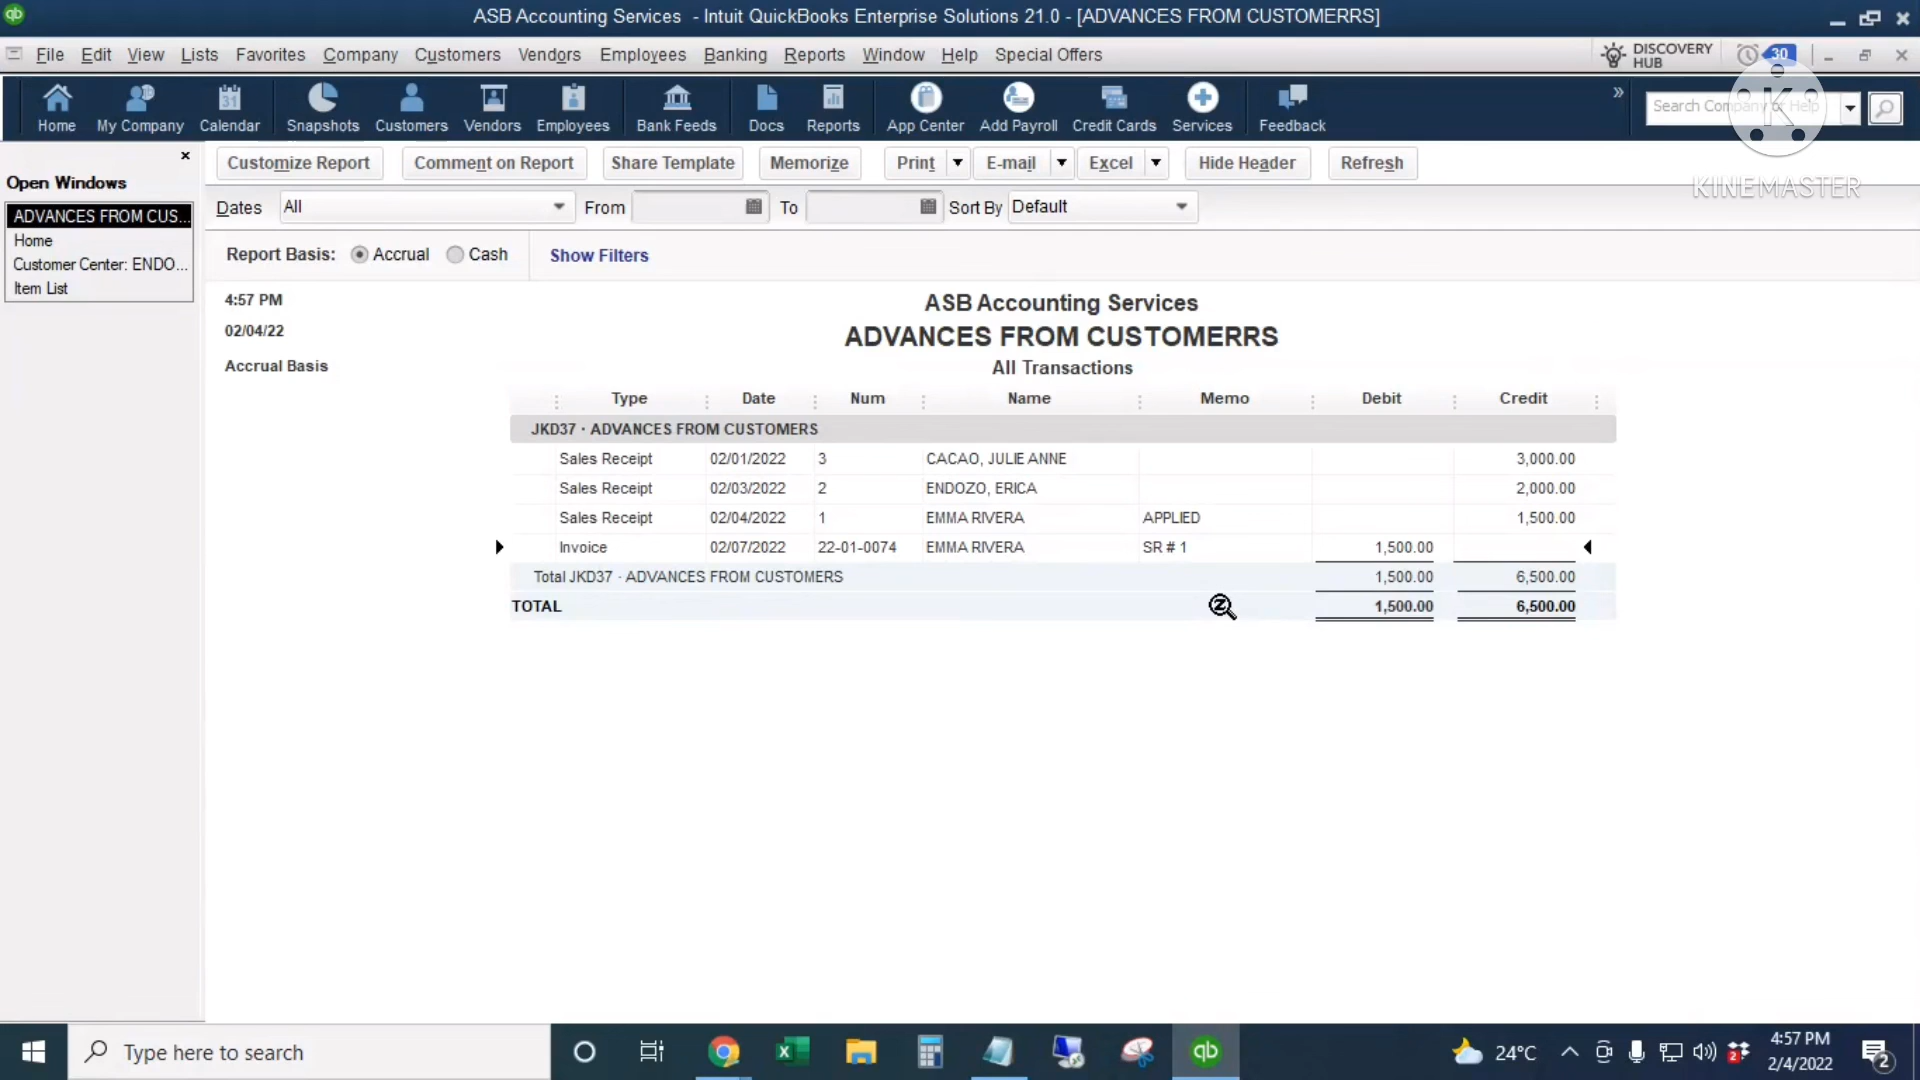 ASB Accounting Services - Intuit QuickBooks Enterprise Solutions 21.0 - [ADVANCES FROM CUSTOMERRS]
File Edit View Lists Favorites Company Customers Vendors Employees Banking Reports Window Help Special Offers
DISCOVERY HUB 30
Home My Company Calendar Snapshots Customers Vendors Employees Bank Feeds Docs Reports App Center Add Payroll Credit Cards Services Feedback
Search Company or Help
KINEMASTER
Customize Report Comment on Report Share Template Memorize Print E-mail Excel Hide Header Refresh
Open Windows
ADVANCES FROM CUS...
Home
Customer Center: ENDO...
Item List
Dates All From To Sort By Default
Report Basis: Accrual Cash Show Filters
4:57 PM
02/04/22
Accrual Basis
ASB Accounting Services
ADVANCES FROM CUSTOMERRS
All Transactions
Type Date Num Name Memo Debit Credit
JKD37 · ADVANCES FROM CUSTOMERS
Sales Receipt 02/01/2022 3 CACAO, JULIE ANNE 3,000.00
Sales Receipt 02/03/2022 2 ENDOZO, ERICA 2,000.00
Sales Receipt 02/04/2022 1 EMMA RIVERA APPLIED 1,500.00
Invoice 02/07/2022 22-01-0074 EMMA RIVERA SR # 1 1,500.00
Total JKD37 · ADVANCES FROM CUSTOMERS 1,500.00 6,500.00
TOTAL 1,500.00 6,500.00
Type here to search
24°C
4:57 PM
2/4/2022
2